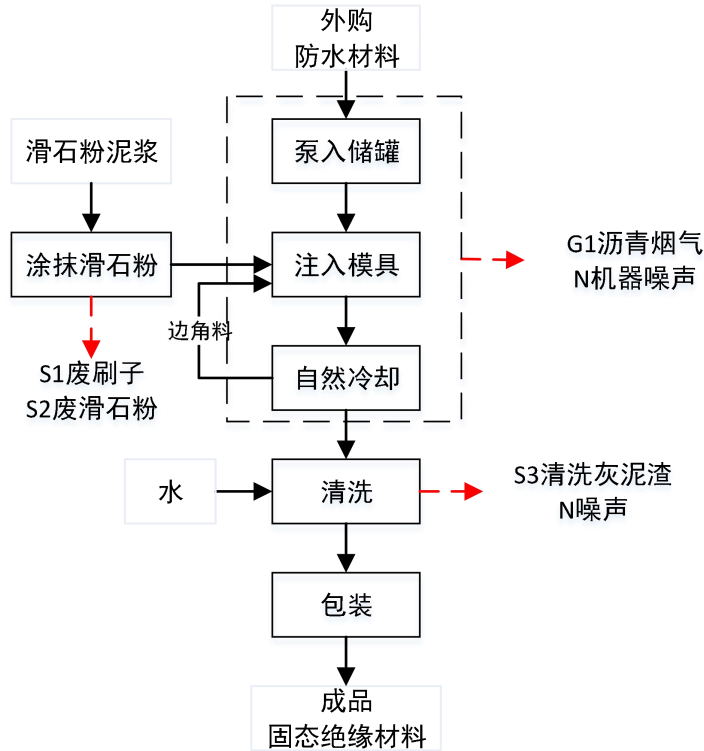 外购
防水材料
滑石粉泥浆
泵入储罐
涂抹滑石粉
注入模具
G1沥青烟气
N机器噪声
边角料
S1废刷子
S2废滑石粉
自然冷却
水
清洗
S3清洗灰泥渣
N噪声
包装
成品
固态绝缘材料